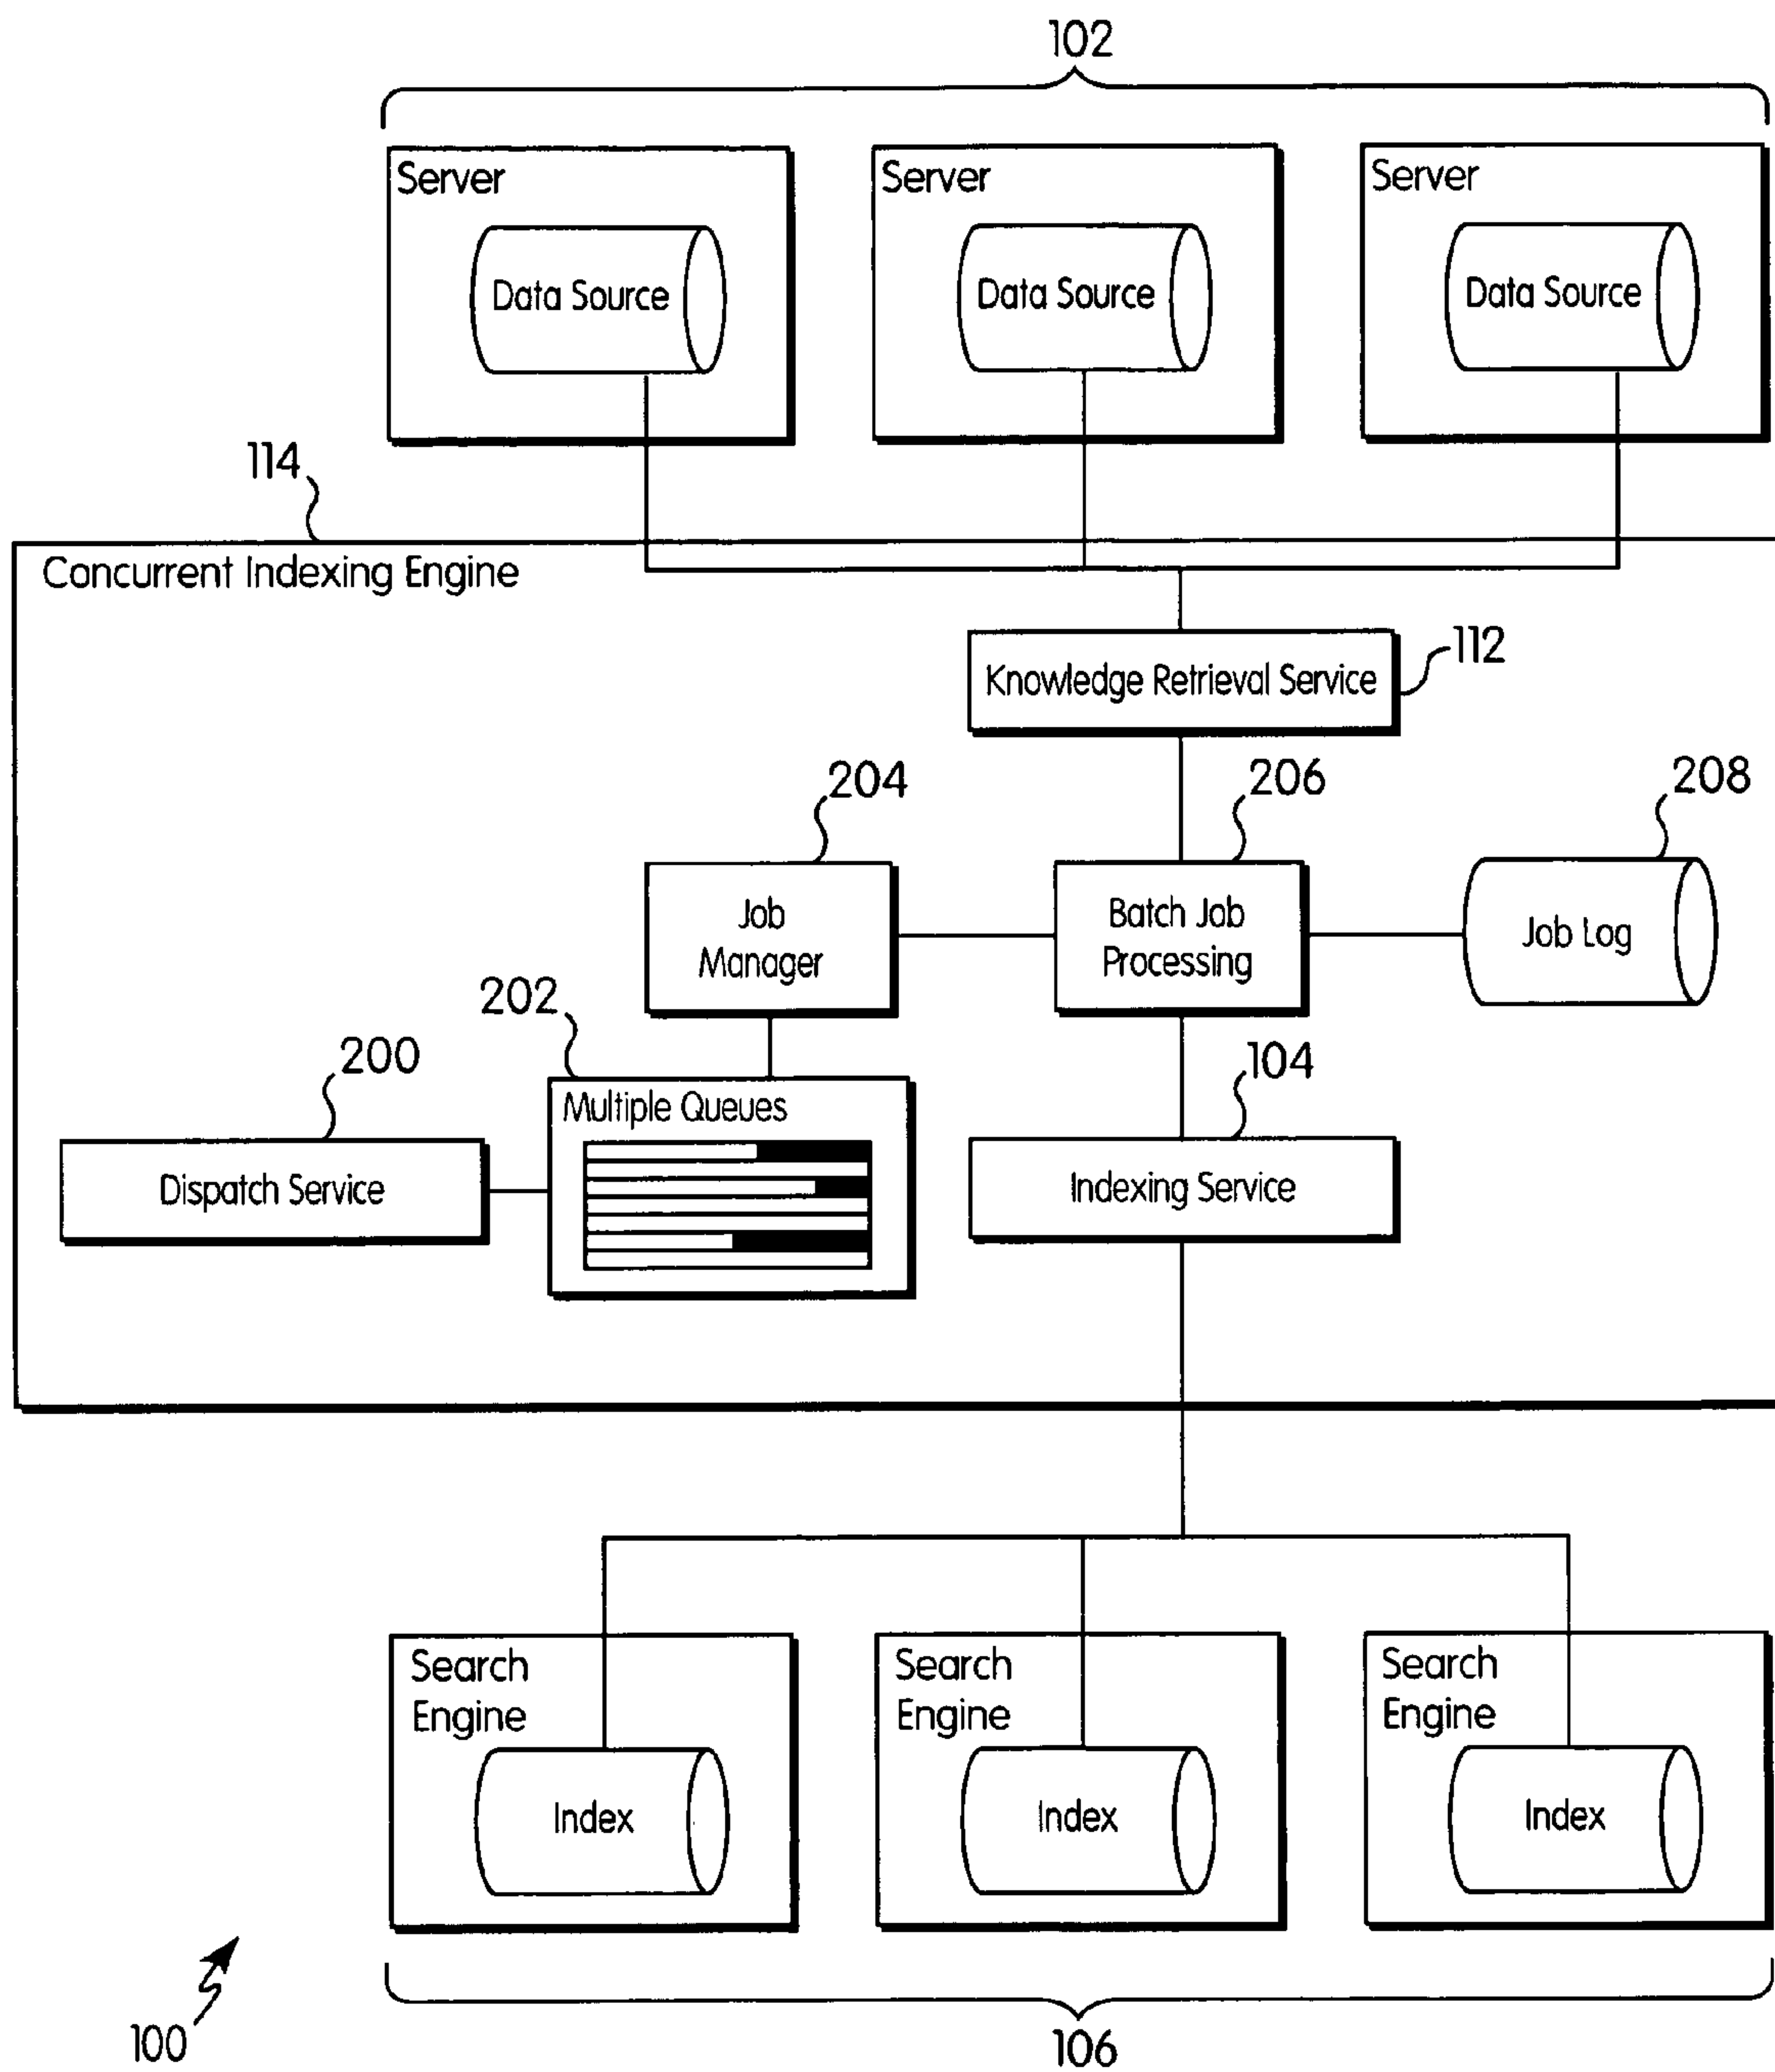 102
Server
Server
Server
Data Source
Data Source
Data Source
114
Concurrent Indexing Engine
Knowledge Retrieval Service
112
204
206
208
Job
Manager
Batch Job
Processing
Job Log
202
200
104
Multiple Queues
Dispatch Service
Indexing Service
Search
Engine
Search
Engine
Search
Engine
Index
Index
Index
100
106